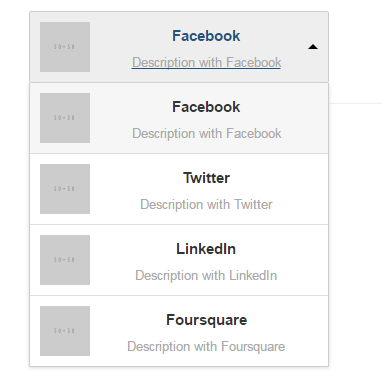 Facebook
Description with Facebook
Facebook
Description with Facebook
Twitter
Description with Twitter
LinkedIn
Description with LinkedIn
Foursquare
Description with Foursquare